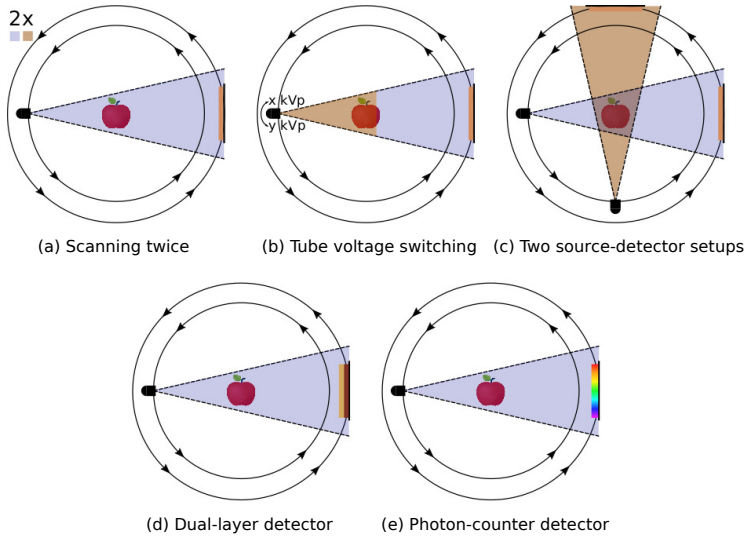 2x
x kVp
y kVp
(a) Scanning twice
(b) Tube voltage switching
(c) Two source-detector setups
(d) Dual-layer detector
(e) Photon-counter detector